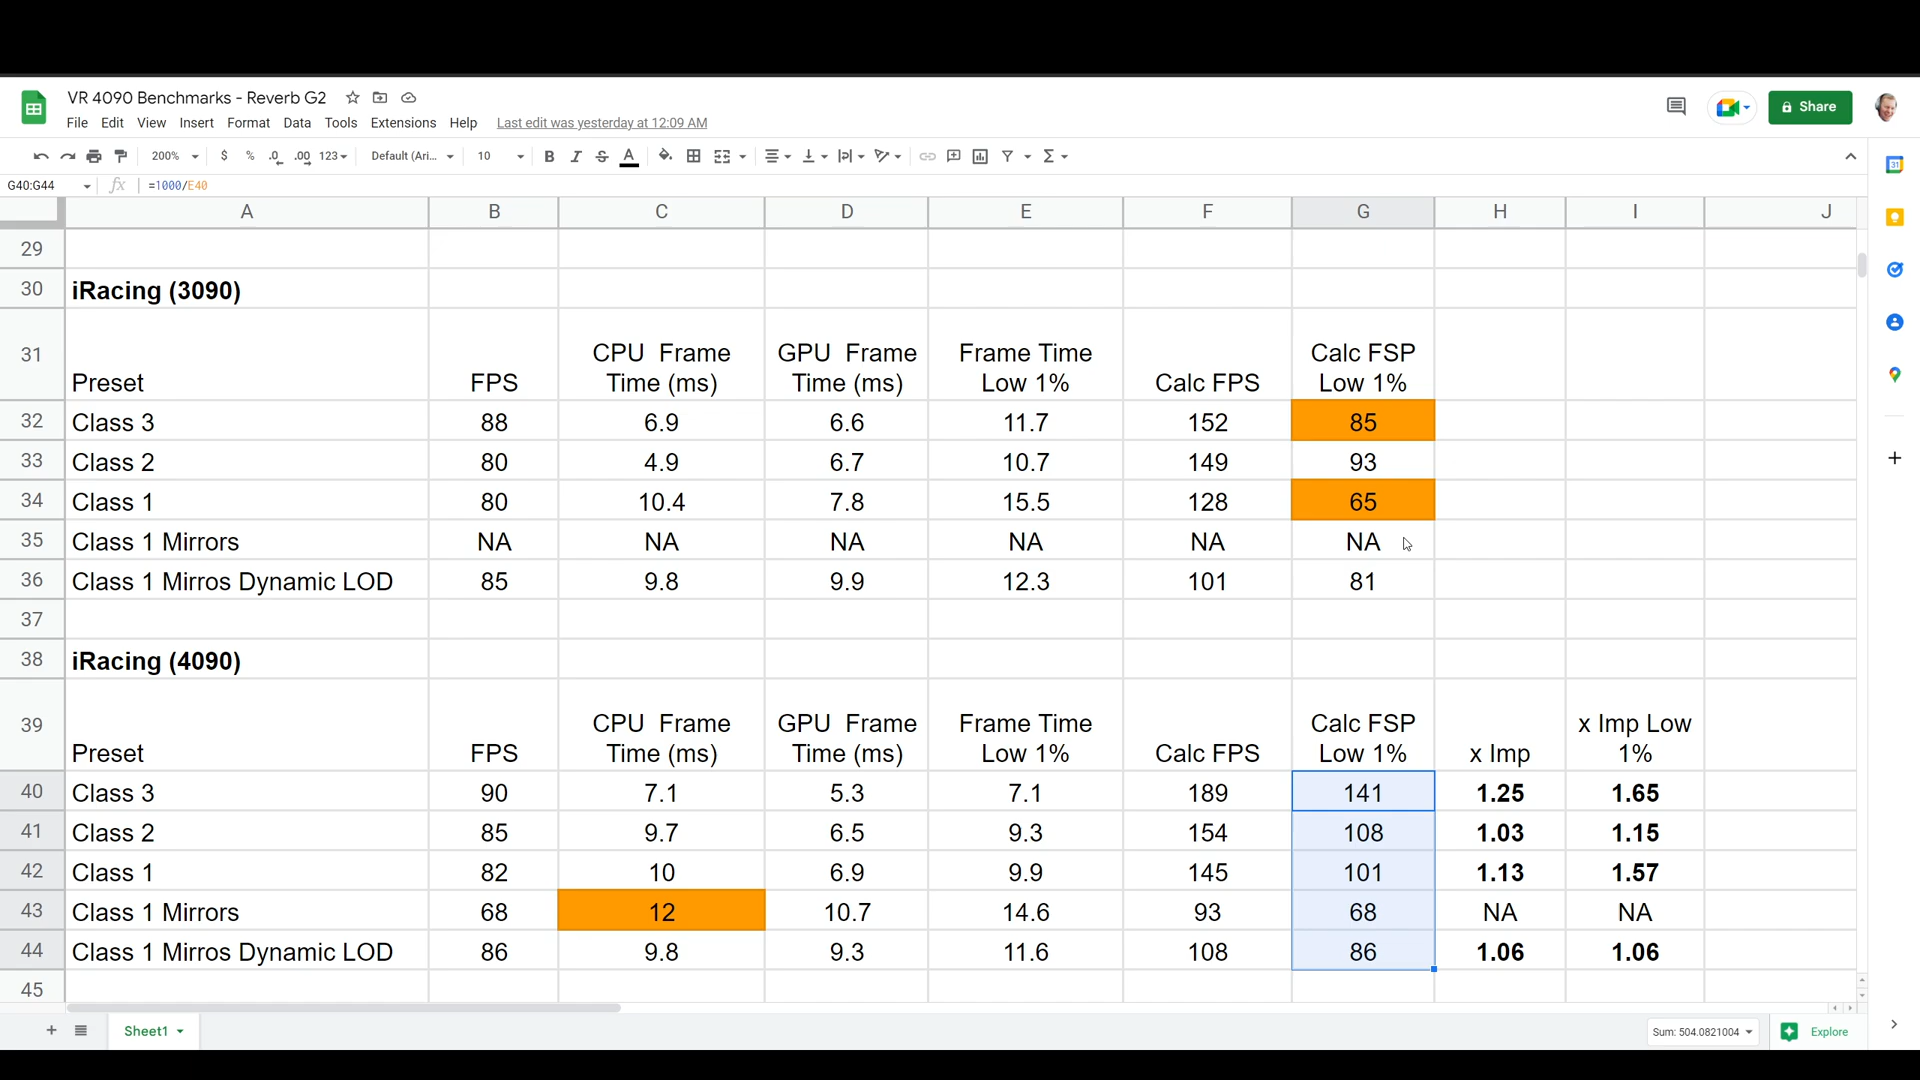 VR 4090 Benchmarks - Reverb G2
File Edit View Insert Format Data Tools Extensions Help Last edit was yesterday at 12:09 AM
Share
200% $ % .0 .00 123 Default (Ari... 10 B I S A
G40:G44 fx =1000/E40
A B C D E F G H I J
29
30 iRacing (3090)
31 Preset FPS CPU Frame Time (ms) GPU Frame Time (ms) Frame Time Low 1% Calc FPS Calc FSP Low 1%
32 Class 3 88 6.9 6.6 11.7 152 85
33 Class 2 80 4.9 6.7 10.7 149 93
34 Class 1 80 10.4 7.8 15.5 128 65
35 Class 1 Mirrors NA NA NA NA NA NA
36 Class 1 Mirros Dynamic LOD 85 9.8 9.9 12.3 101 81
37
38 iRacing (4090)
39 Preset FPS CPU Frame Time (ms) GPU Frame Time (ms) Frame Time Low 1% Calc FPS Calc FSP Low 1% x Imp x Imp Low 1%
40 Class 3 90 7.1 5.3 7.1 189 141 1.25 1.65
41 Class 2 85 9.7 6.5 9.3 154 108 1.03 1.15
42 Class 1 82 10 6.9 9.9 145 101 1.13 1.57
43 Class 1 Mirrors 68 12 10.7 14.6 93 68 NA NA
44 Class 1 Mirros Dynamic LOD 86 9.8 9.3 11.6 108 86 1.06 1.06
45
Sheet1 Sum: 504.0821004 Explore
31